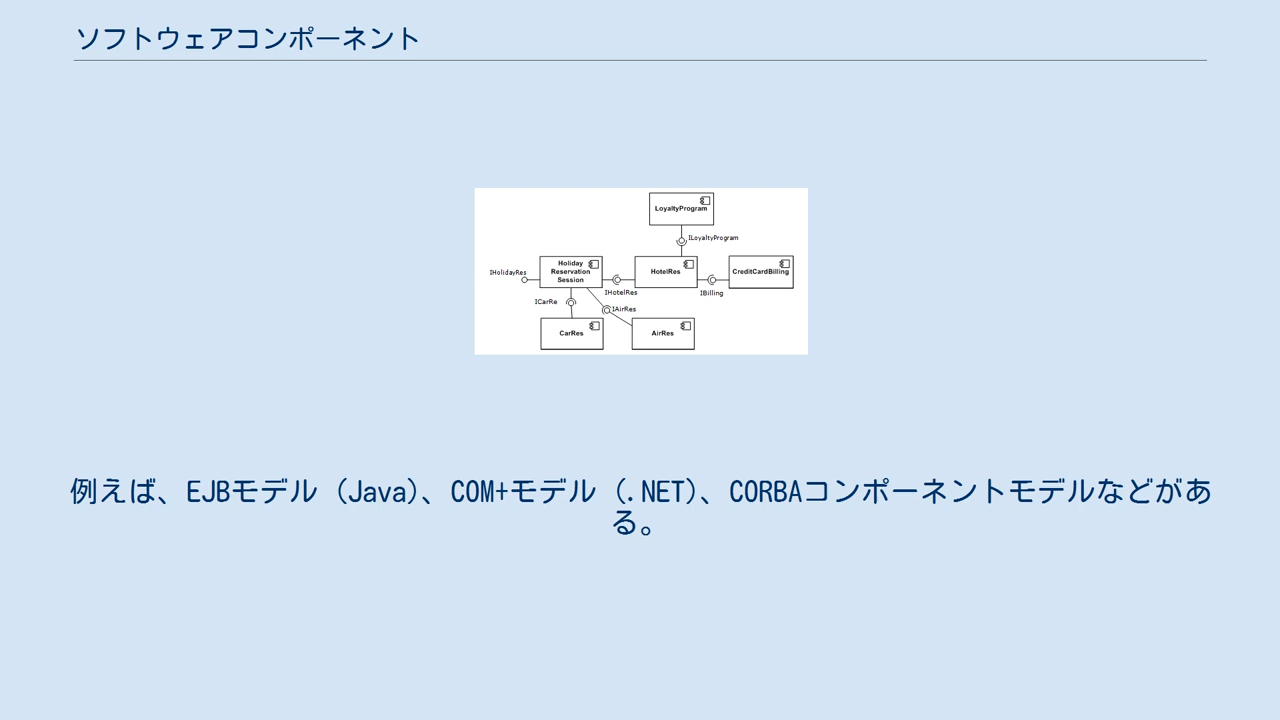 ソフトウェアコンポーネント
LoyaltyProgram
ILoyaltyProgram
IHolidayRes
Holiday
Reservation
Session
HotelRes
CreditCardBilling
IHotelRes
IBilling
ICarRe
IAirRes
CarRes
AirRes
例えば、EJBモデル (Java)、COM+モデル (.NET)、CORBAコンポーネントモデルなどがあ
る。